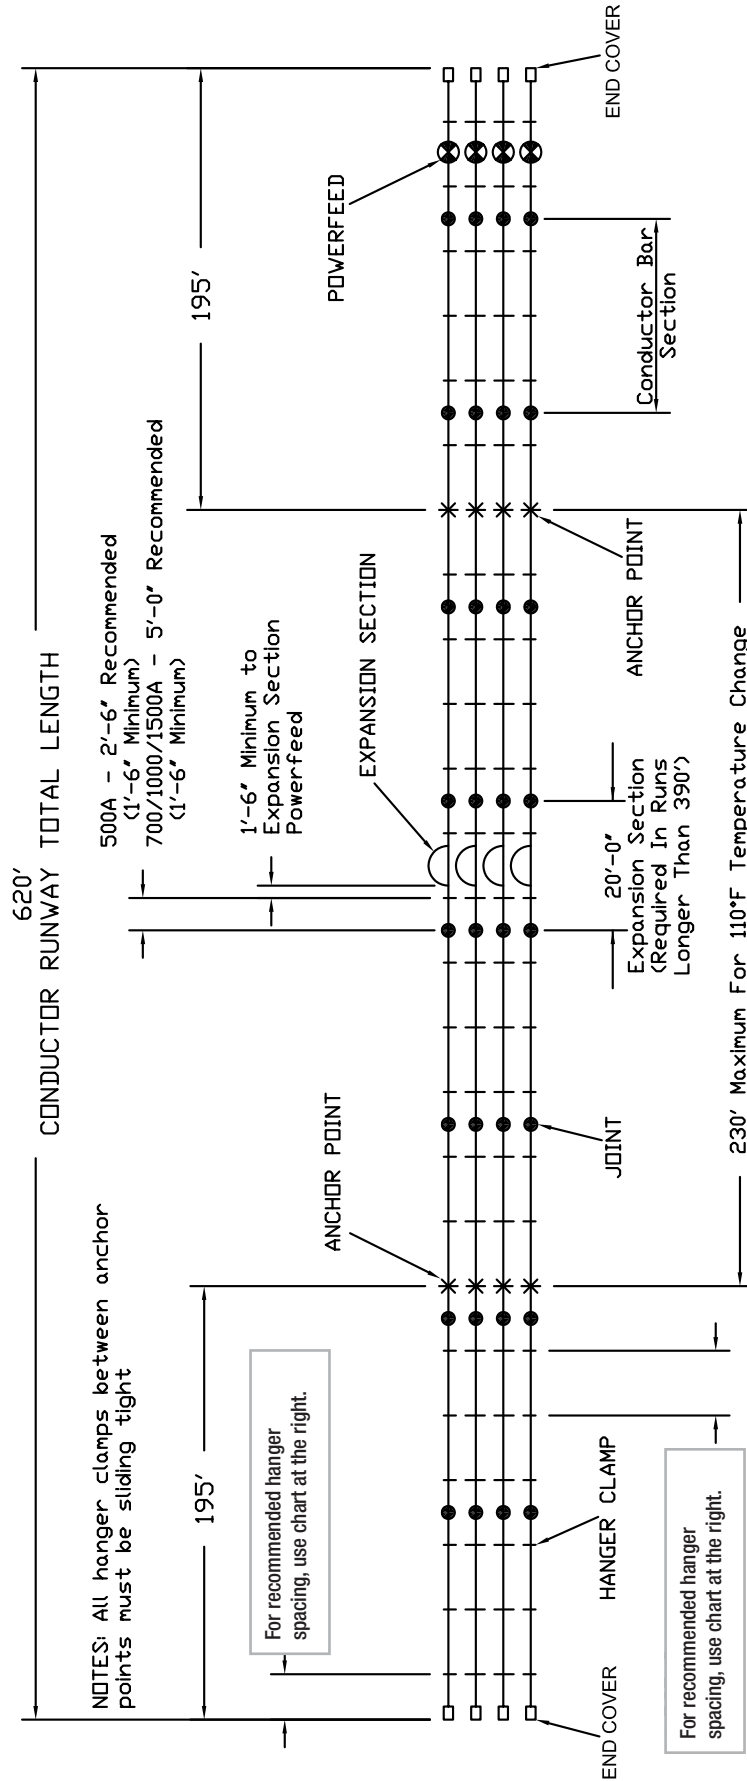 620'
CONDUCTOR RUNWAY TOTAL LENGTH
NOTES: All hanger clamps between anchor
points must be sliding tight
195'
195'
500A - 2'-6" Recommended
(1'-6" Minimum)
700/1000/1500A - 5'-0" Recommended
(1'-6" Minimum)
1'-6" Minimum to
Expansion Section
Powerfeed
For recommended hanger
spacing, use chart at the right.
ANCHOR POINT
EXPANSION SECTION
POWERFEED
END COVER
HANGER CLAMP
JOINT
20'-0"
Expansion Section
(Required In Runs
Longer Than 390')
ANCHOR POINT
Conductor Bar
Section
END COVER
For recommended hanger
spacing, use chart at the right.
230' Maximum For 110°F Temperature Change